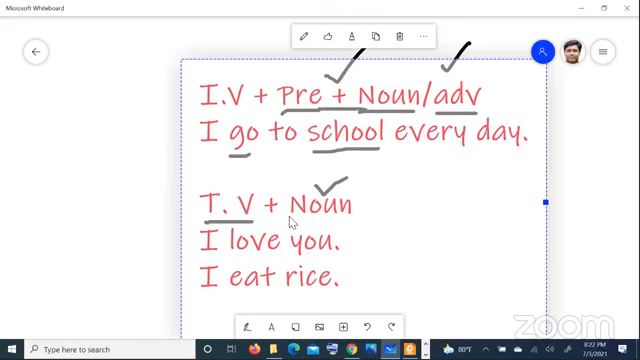 Microsoft Whiteboard
I.V + Pre + Noun/adv
I go to school every day.
T. V + Noun
I love you.
I eat rice.
zoom
Type here to search
80°F
8:22 PM
7/3/2021